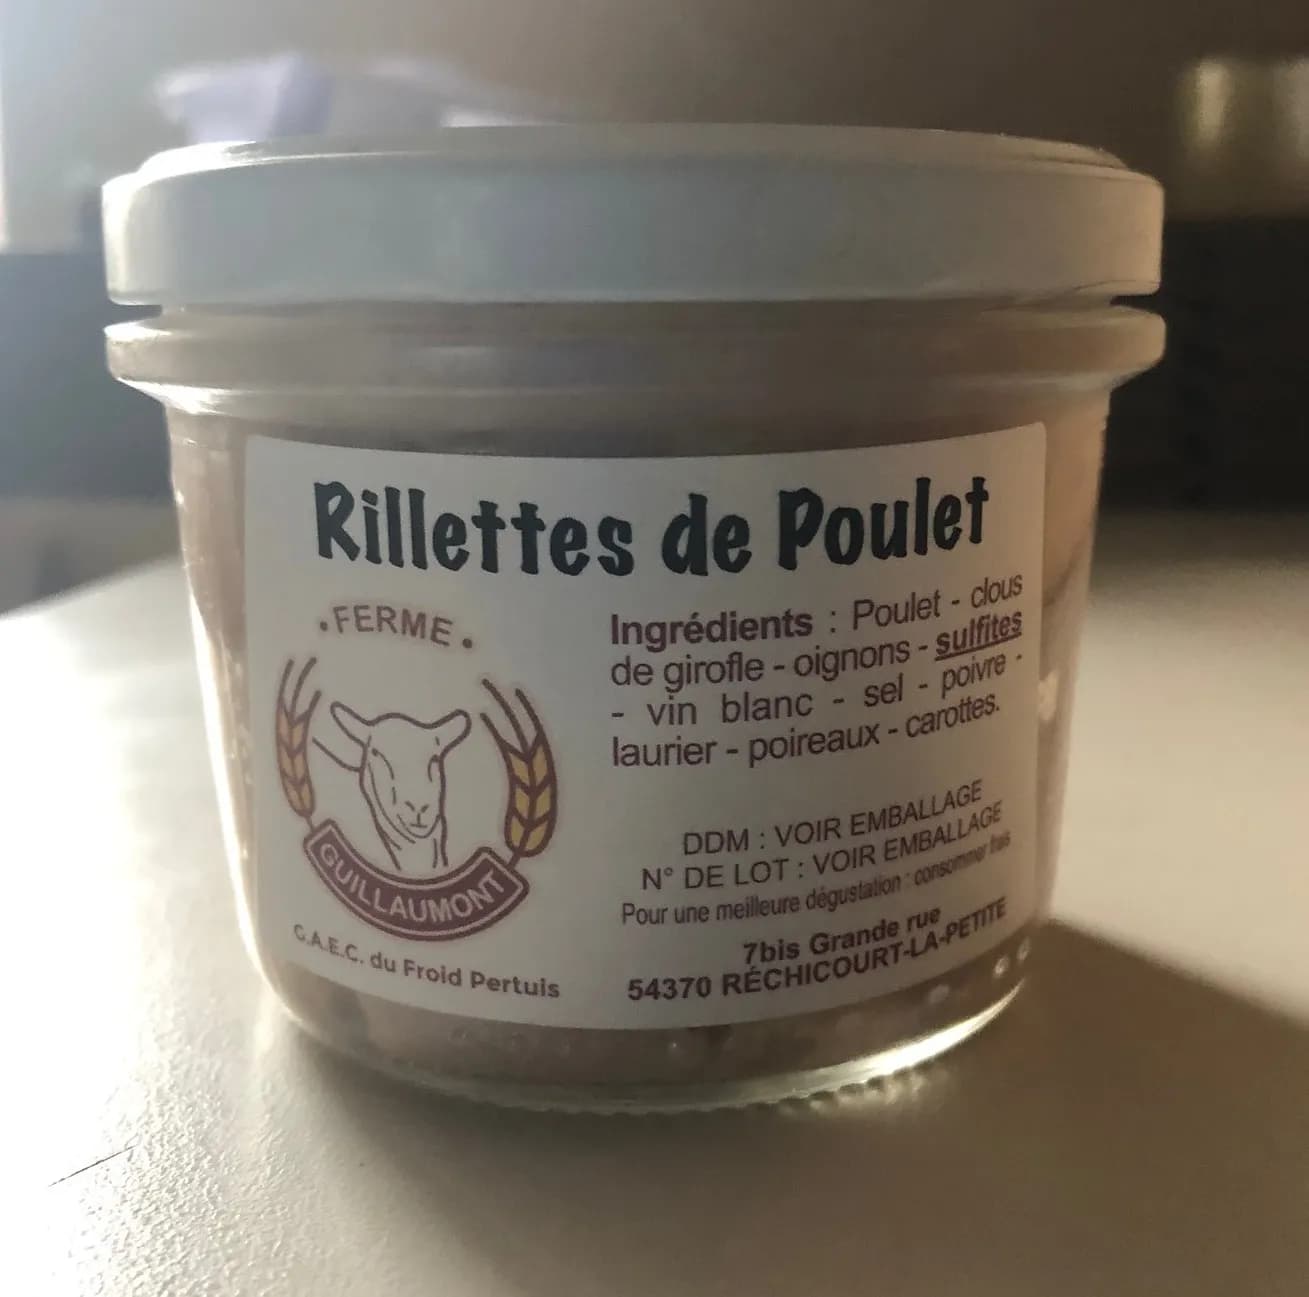 Rillettes de Poulet
• FERME •
GUILLAUMONT
G.A.E.C. du Froid Pertuis
Ingrédients : Poulet - clous
de girofle - oignons - sulfites
- vin blanc - sel - poivre -
laurier - poireaux - carottes.
DDM : VOIR EMBALLAGE
N° DE LOT : VOIR EMBALLAGE
Pour une meilleure dégustation : consommer frais
7bis Grande rue
54370 RÉCHICOURT-LA-PETITE